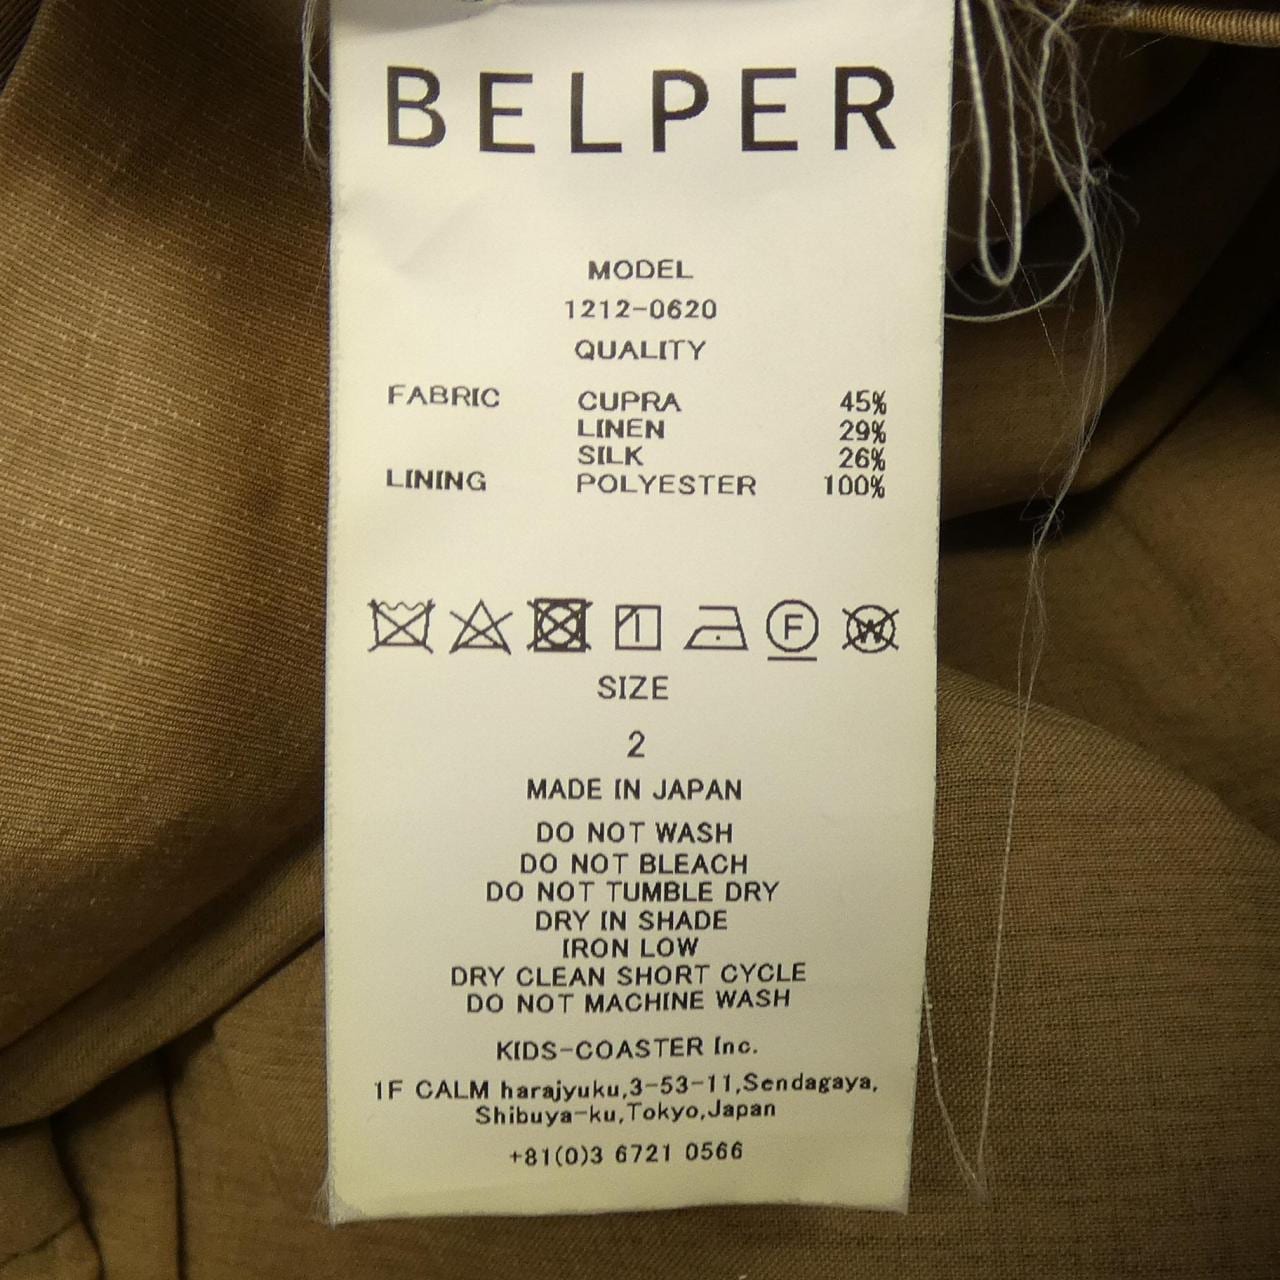 BELPER
MODEL
1212-0620
QUALITY
FABRIC CUPRA 45%
LINEN 29%
SILK 26%
LINING POLYESTER 100%
F W
SIZE
2
MADE IN JAPAN
DO NOT WASH
DO NOT BLEACH
DO NOT TUMBLE DRY
DRY IN SHADE
IRON LOW
DRY CLEAN SHORT CYCLE
DO NOT MACHINE WASH
KIDS-COASTER Inc.
1F CALM harajyuku,3-53-11,Sendagaya,
Shibuya-ku,Tokyo,Japan
+81(0)3 6721 0566